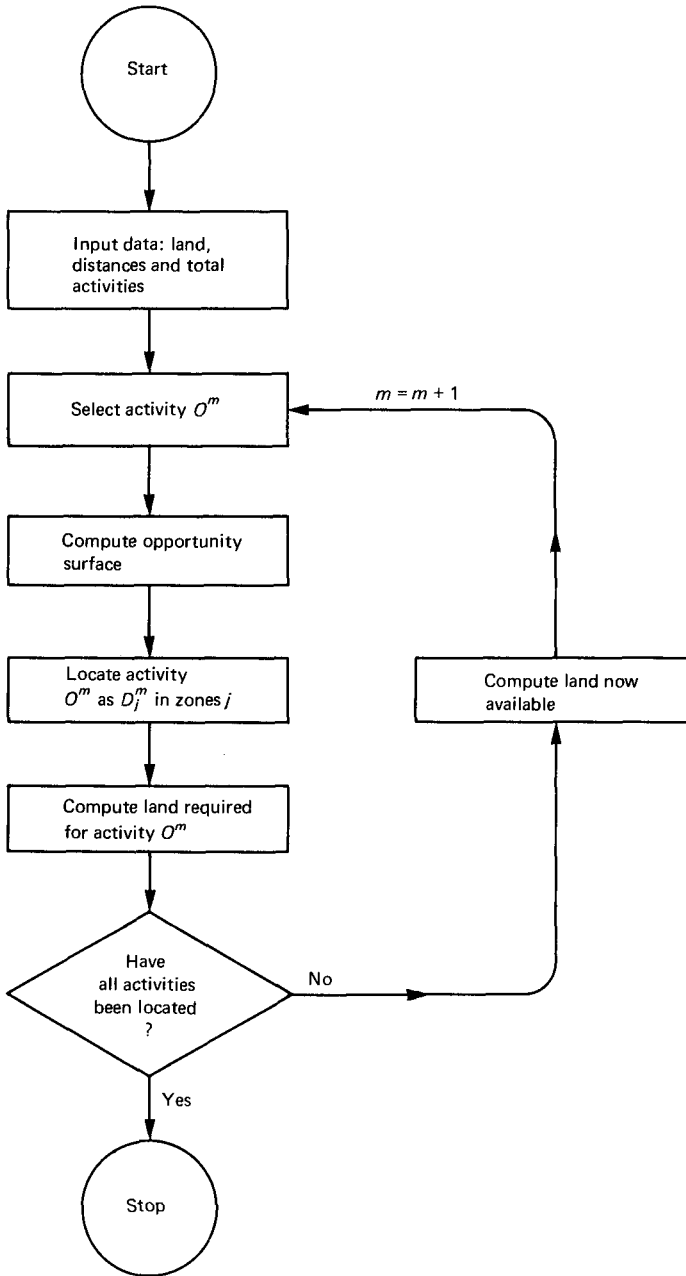 Start
Input data: land,
distances and total
activities
Select activity O^m
m = m + 1
Compute opportunity
surface
Locate activity
O^m as D_j^m in zones j
Compute land now
available
Compute land required
for activity O^m
Have
all activities
been located
?
No
Yes
Stop